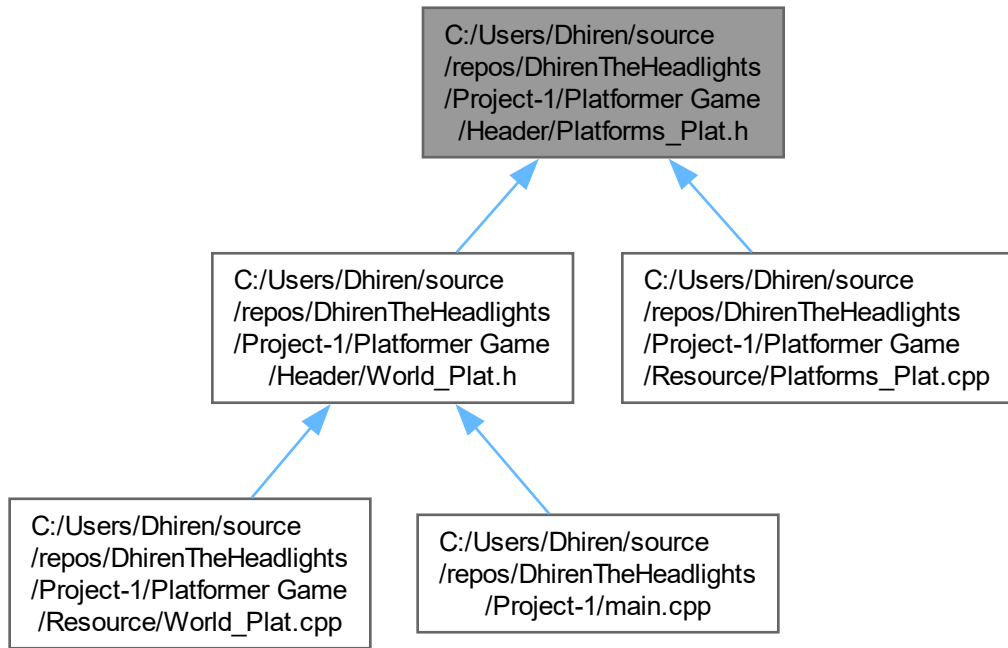 C:/Users/Dhiren/source
/repos/DhirenTheHeadlights
/Project-1/Platformer Game
/Header/Platforms_Plat.h
C:/Users/Dhiren/source
/repos/DhirenTheHeadlights
/Project-1/Platformer Game
/Header/World_Plat.h
C:/Users/Dhiren/source
/repos/DhirenTheHeadlights
/Project-1/Platformer Game
/Resource/Platforms_Plat.cpp
C:/Users/Dhiren/source
/repos/DhirenTheHeadlights
/Project-1/Platformer Game
/Resource/World_Plat.cpp
C:/Users/Dhiren/source
/repos/DhirenTheHeadlights
/Project-1/main.cpp